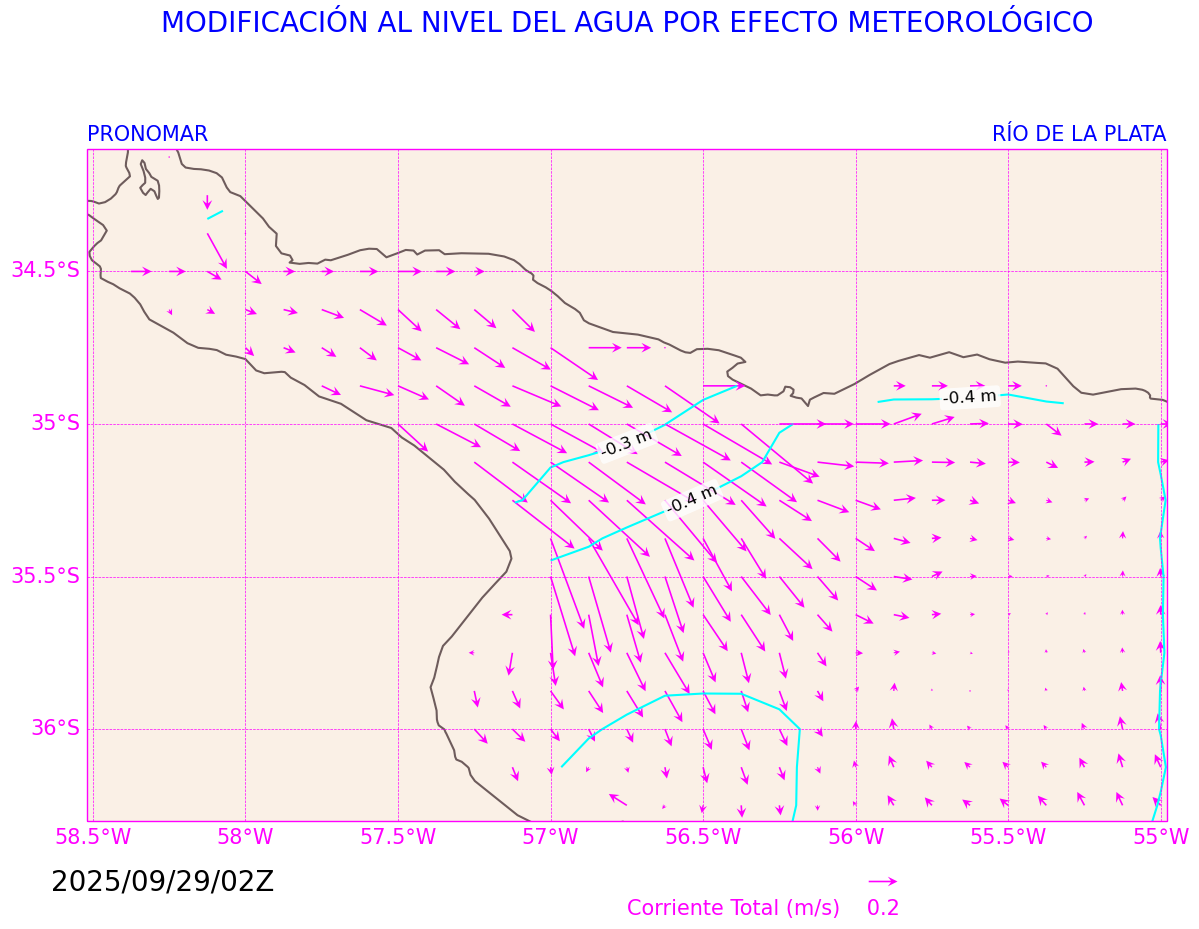 MODIFICACIÓN AL NIVEL DEL AGUA POR EFECTO METEOROLÓGICO
PRONOMAR RÍO DE LA PLATA
34.5°S
-0.4 m
35°S
-0.3 m
-0.4 m
35.5°S
36°S
58.5°W 58°W 57.5°W 57°W 56.5°W 56°W 55.5°W 55°W
2025/09/29/02Z
Corriente Total (m/s) 0.2